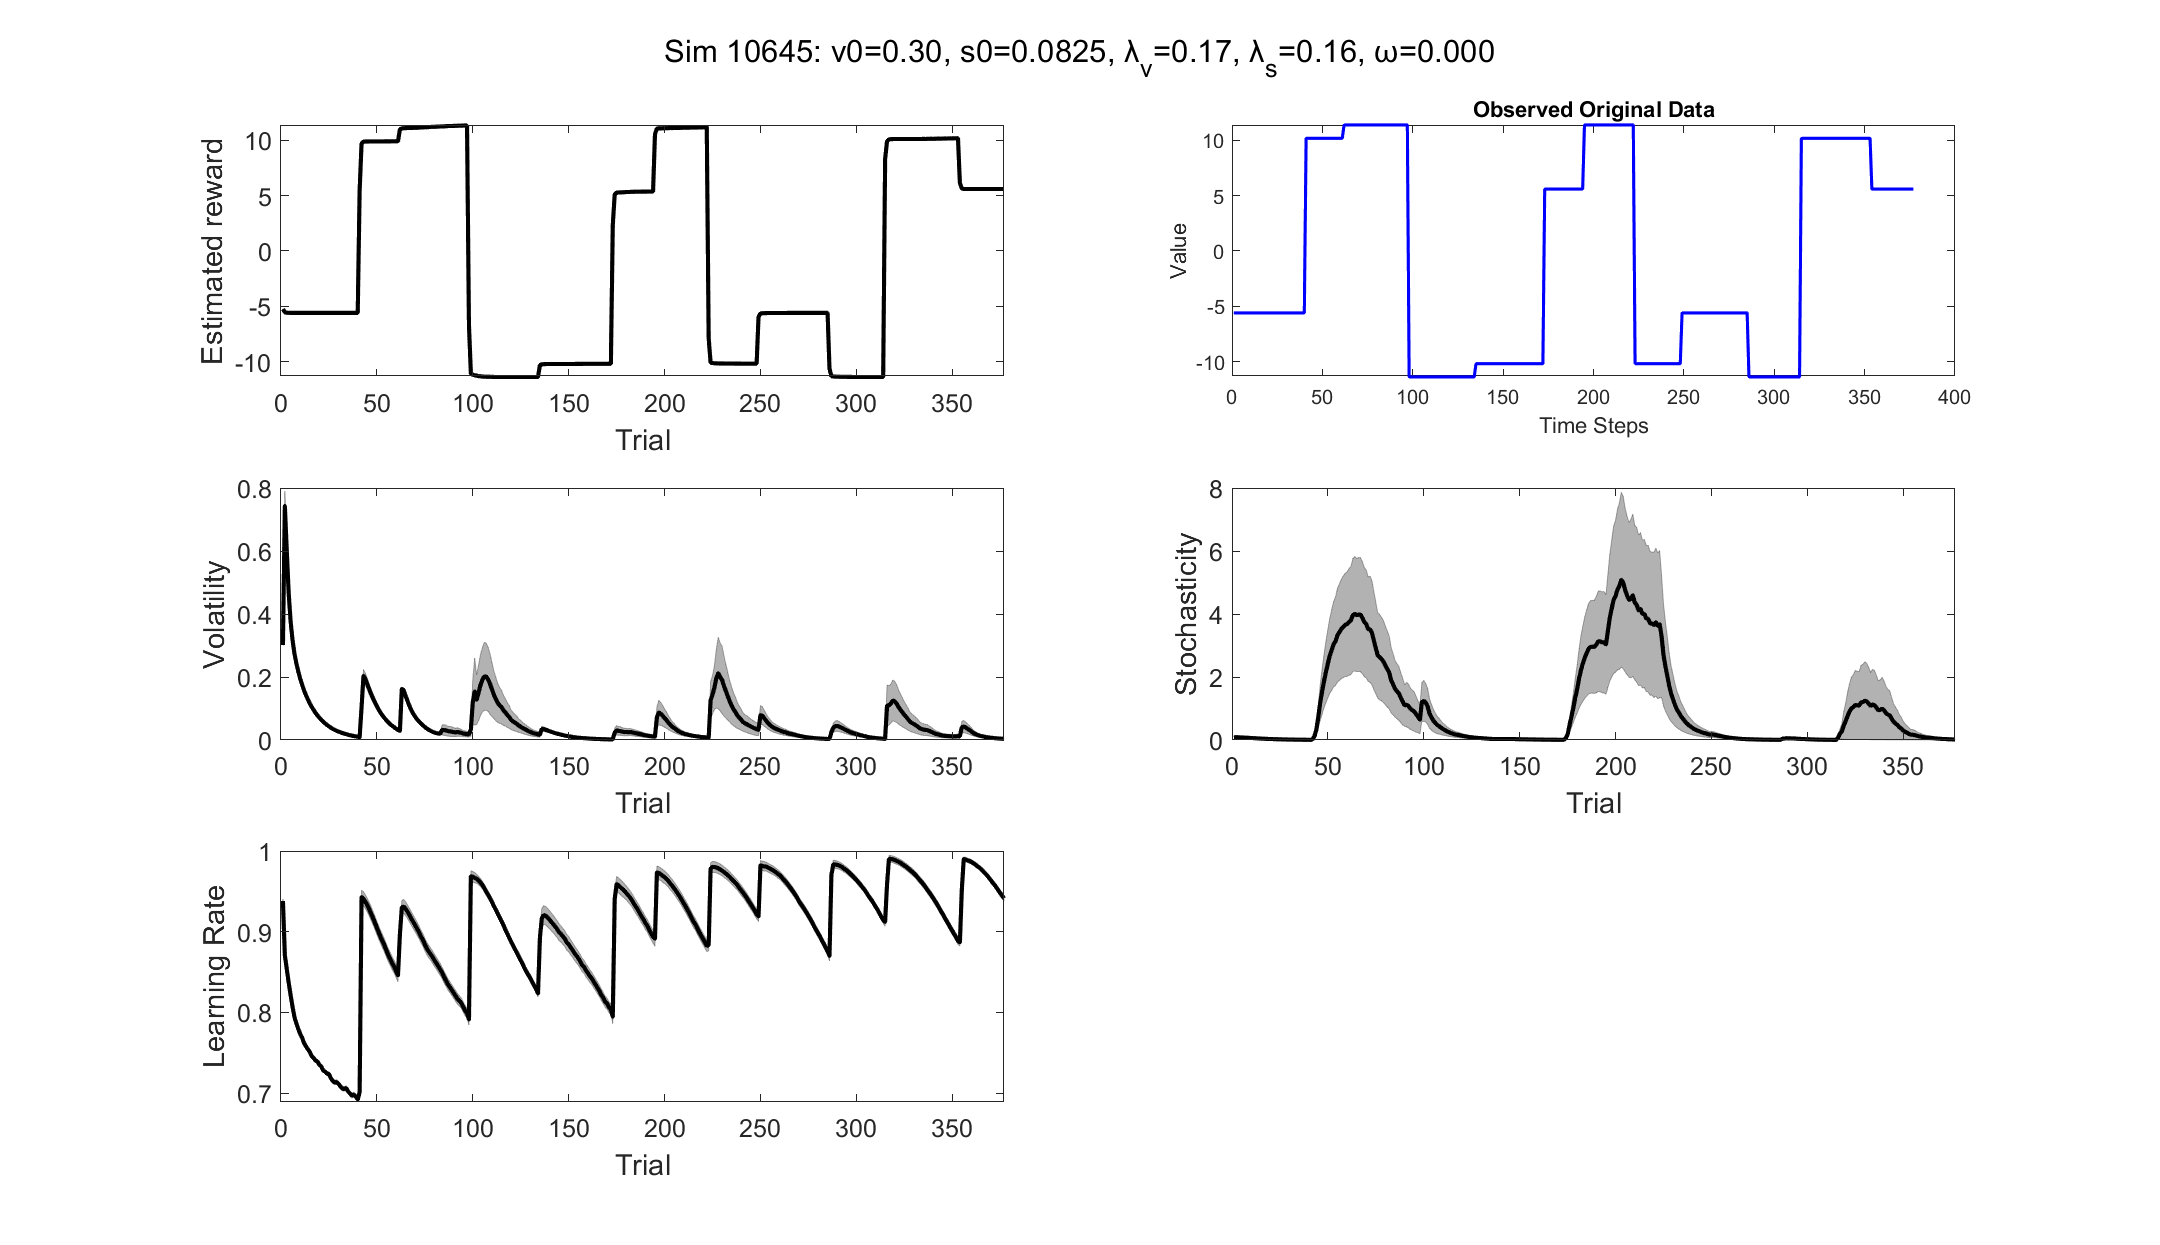 Sim 10645: v0=0.30, s0=0.0825, λ_v=0.17, λ_s=0.16, ω=0.000
Estimated reward
10
5
0
-5
-10
0 50 100 150 200 250 300 350
Trial
Observed Original Data
Value
10
5
0
-5
-10
0 50 100 150 200 250 300 350 400
Time Steps
Volatility
0.8
0.6
0.4
0.2
0
0 50 100 150 200 250 300 350
Trial
Stochasticity
8
6
4
2
0
0 50 100 150 200 250 300 350
Trial
Learning Rate
1
0.9
0.8
0.7
0 50 100 150 200 250 300 350
Trial